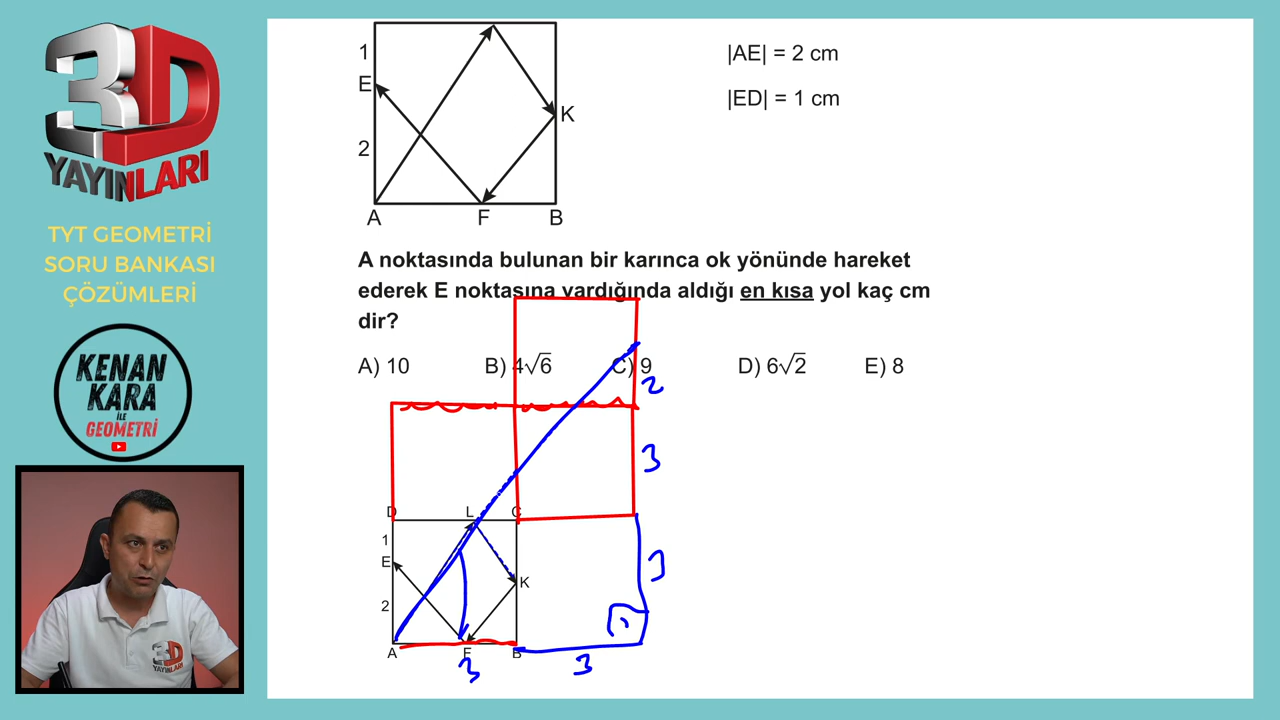 3D
YAYINLARI
TYT GEOMETRİ
SORU BANKASI
ÇÖZÜMLERİ
KENAN
KARA
İLE
GEOMETRİ
3D
YAYINLARI
1
E
K
2
A F B
|AE| = 2 cm
|ED| = 1 cm
A noktasında bulunan bir karınca ok yönünde hareket
ederek E noktasına vardığında aldığı en kısa yol kaç cm
dir?
A) 10 B) 4√6 C) 9 D) 6√2 E) 8
2
3
D L C
1
E
K
3
2
A F B
3 3